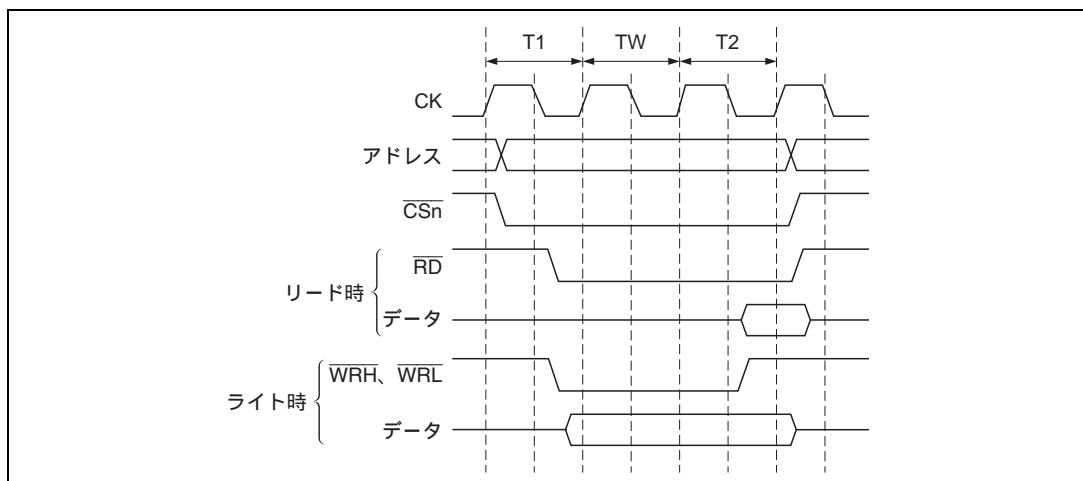 T1 TW T2
CK
アドレス
CSn
リード時
RD
データ
ライト時
WRH、WRL
データ